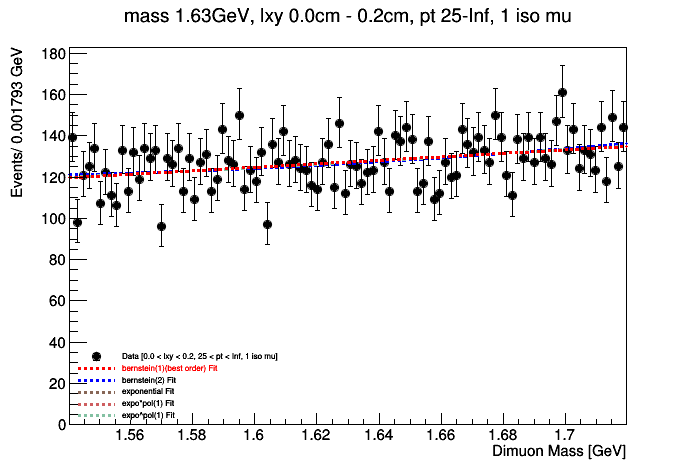 mass 1.63GeV, lxy 0.0cm - 0.2cm, pt 25-Inf, 1 iso mu
Events/ 0.001793 GeV
180
160
140
120
100
80
60
40
20
0
Data [0.0 < lxy < 0.2, 25 < pt < Inf, 1 iso mu]
bernstein(1)(best order) Fit
bernstein(2) Fit
exponential Fit
expo*pol(1) Fit
expo*pol(1) Fit
1.56 1.58 1.6 1.62 1.64 1.66 1.68 1.7
Dimuon Mass [GeV]